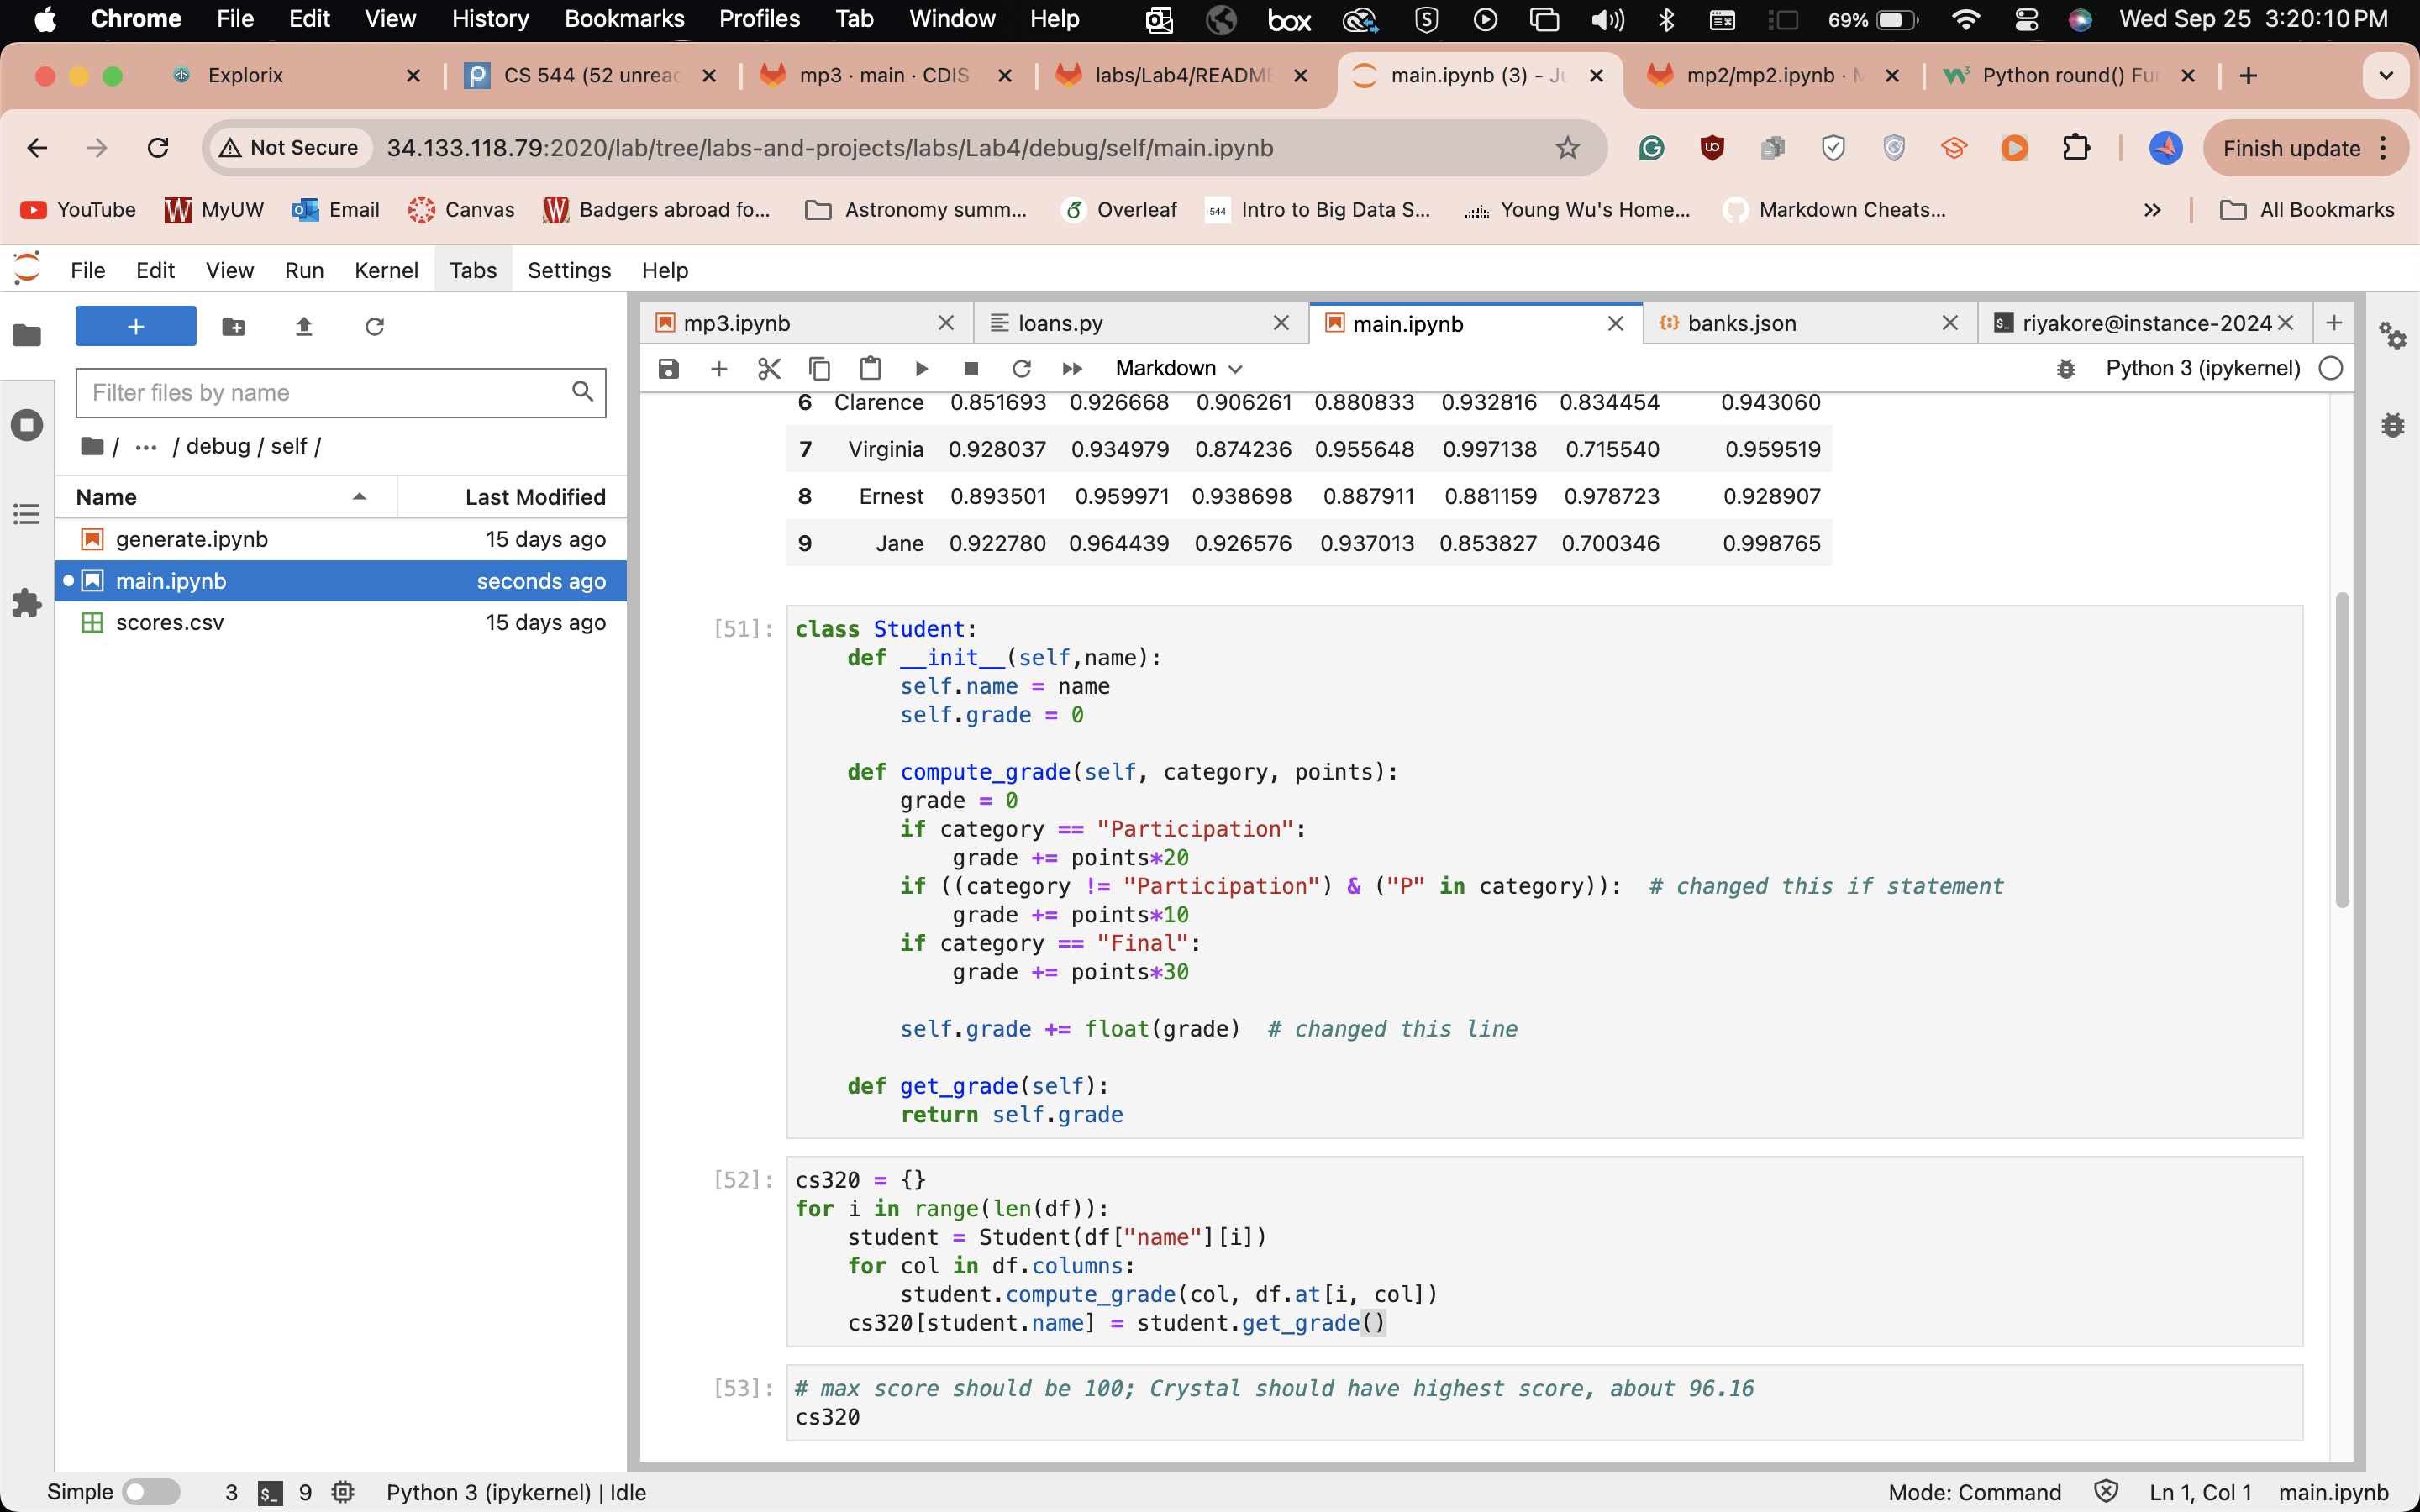 Chrome File Edit View History Bookmarks Profiles Tab Window Help box 69% Wed Sep 25 3:20:10 PM
Explorix CS 544 (52 unrea mp3 · main · CDIS labs/Lab4/READM main.ipynb (3) - Ju mp2/mp2.ipynb · M Python round() Fu
Not Secure 34.133.118.79:2020/lab/tree/labs-and-projects/labs/Lab4/debug/self/main.ipynb Finish update
YouTube MyUW Email Canvas Badgers abroad fo... Astronomy summ... Overleaf 544 Intro to Big Data S... Young Wu's Home... Markdown Cheats... » All Bookmarks
File Edit View Run Kernel Tabs Settings Help
mp3.ipynb loans.py main.ipynb banks.json riyakore@instance-2024
Markdown Python 3 (ipykernel)
Filter files by name
/ ··· / debug / self /
Name Last Modified
generate.ipynb 15 days ago
main.ipynb seconds ago
scores.csv 15 days ago
6 Clarence 0.851693 0.926668 0.906261 0.880833 0.932816 0.834454 0.943060
7 Virginia 0.928037 0.934979 0.874236 0.955648 0.997138 0.715540 0.959519
8 Ernest 0.893501 0.959971 0.938698 0.887911 0.881159 0.978723 0.928907
9 Jane 0.922780 0.964439 0.926576 0.937013 0.853827 0.700346 0.998765
[51]: class Student:
def __init__(self,name):
self.name = name
self.grade = 0
def compute_grade(self, category, points):
grade = 0
if category == "Participation":
grade += points*20
if ((category != "Participation") & ("P" in category)): # changed this if statement
grade += points*10
if category == "Final":
grade += points*30
self.grade += float(grade) # changed this line
def get_grade(self):
return self.grade
[52]: cs320 = {}
for i in range(len(df)):
student = Student(df["name"][i])
for col in df.columns:
student.compute_grade(col, df.at[i, col])
cs320[student.name] = student.get_grade()
[53]: # max score should be 100; Crystal should have highest score, about 96.16
cs320
Simple 3 9 Python 3 (ipykernel) | Idle Mode: Command Ln 1, Col 1 main.ipynb